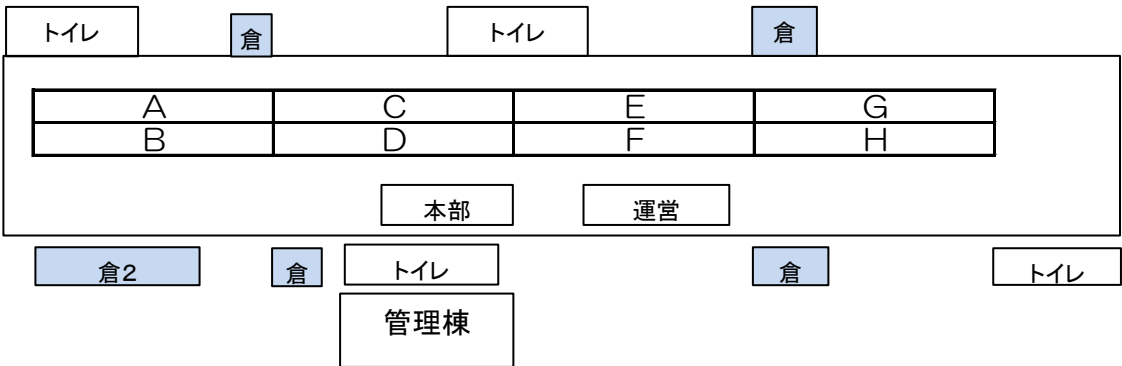 トイレ 倉 トイレ 倉
A C E G
B D F H
本部 運営
倉2 倉 トイレ 倉 トイレ
管理棟